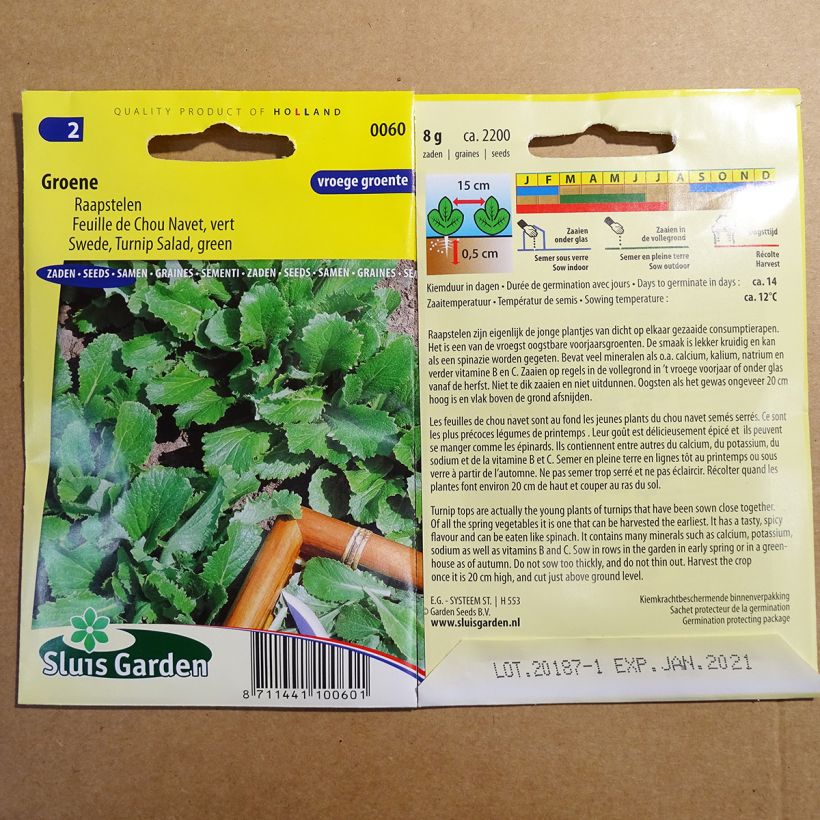 QUALITY PRODUCT OF HOLLAND
2
0060
Groene
vroege groente
Raapstelen
Feuille de Chou Navet, vert
Swede, Turnip Salad, green
ZADEN • SEEDS • SAMEN • GRAINES • SEMENTI • ZADEN • SEEDS • SAMEN • GRAINES • SE
Sluis Garden
8 711441 100601
8 g ca. 2200
zaden | graines | seeds
J F M A M J J A S O N D
15 cm
0,5 cm
Zaaien
onder glas
Semer sous verre
Sow indoor
Zaaien in
de vollegrond
Semer en pleine terre
Sow outdoor
Oogsttijd
Récolte
Harvest
Kiemduur in dagen • Durée de germination avec jours • Days to germinate in days : ca. 14
Zaaitemperatuur • Températur de semis • Sowing temperature : ca. 12°C
Raapstelen zijn eigenlijk de jonge plantjes van dicht op elkaar gezaaide consumptierapen.
Het is een van de vroegst oogstbare voorjaarsgroenten. De smaak is lekker kruidig en kan
als een spinazie worden gegeten. Bevat veel mineralen als o.a. calcium, kalium, natrium en
verder vitamine B en C. Zaaien op regels in de vollegrond in 't vroege voorjaar of onder glas
vanaf de herfst. Niet te dik zaaien en niet uitdunnen. Oogsten als het gewas ongeveer 20 cm
hoog is en vlak boven de grond afsnijden.
Les feuilles de chou navet sont au fond les jeunes plants du chou navet semés serrés. Ce sont
les plus précoces légumes de printemps . Leur goût est délicieusement épicé et ils peuvent
se manger comme les épinards. Ils contiennent entre autres du calcium, du potassium, du
sodium et de la vitamine B et C. Semer en pleine terre en lignes tôt au printemps ou sous
verre à partir de l'automne. Ne pas semer trop serré et ne pas éclaircir. Récolter quand les
plantes font environ 20 cm de haut et couper au ras du sol.
Turnip tops are actually the young plants of turnips that have been sown close together.
Of all the spring vegetables it is one that can be harvested the earliest. It has a tasty, spicy
flavour and can be eaten like spinach. It contains many minerals such as calcium, potassium,
sodium as well as vitamins B and C. Sow in rows in the garden in early spring or in a green-
house as of autumn. Do not sow too thickly, and do not thin out. Harvest the crop
once it is 20 cm high, and cut just above ground level.
E.G. - SYSTEEM ST. | H 553
© Garden Seeds B.V.
www.sluisgarden.nl
Kiemkrachtbeschermende binnenverpakking
Sachet protecteur de la germination
Germination protecting package
LOT.20187-1 EXP.JAN.2021